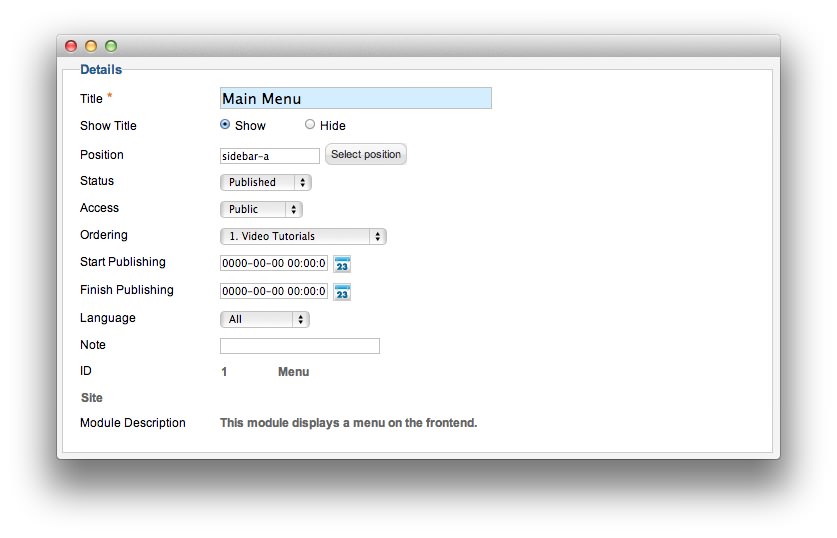 Details
Title *
Main Menu
Show Title
Show
Hide
Position
sidebar-a
Select position
Status
Published
Access
Public
Ordering
1. Video Tutorials
Start Publishing
0000-00-00 00:00:0
23
Finish Publishing
0000-00-00 00:00:0
23
Language
All
Note
ID
1
Menu
Site
Module Description
This module displays a menu on the frontend.